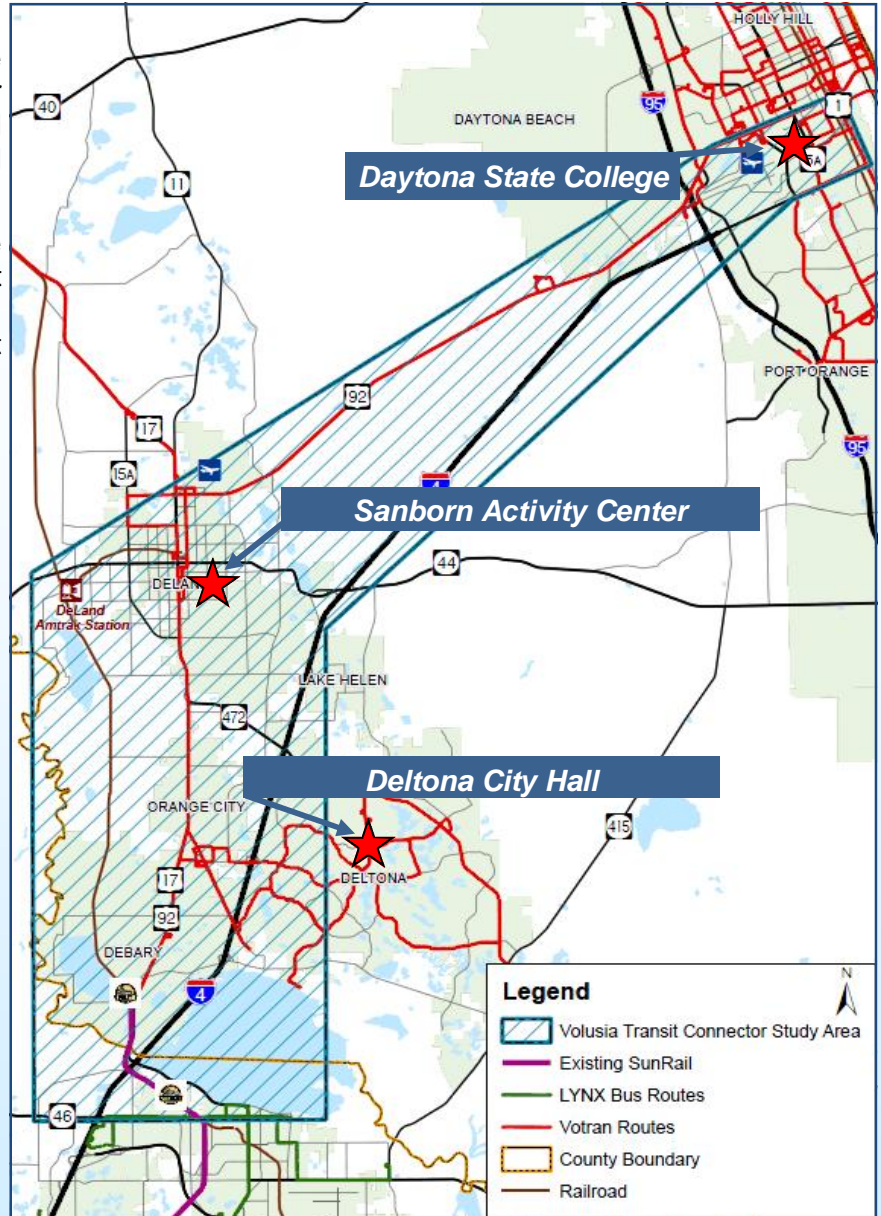 HOLLY HILL
1
95
40
DAYTONA BEACH
Daytona State College
5A
11
PORT ORANGE
92
17
95
15A
4
Sanborn Activity Center
44
DELAN
DeLand
Amtrak Station
LAKE HELEN
472
Deltona City Hall
ORANGE CITY
415
17
DELTONA
92
DEBARY
4
46
N
Legend
Volusia Transit Connector Study Area
Existing SunRail
LYNX Bus Routes
Votran Routes
County Boundary
Railroad